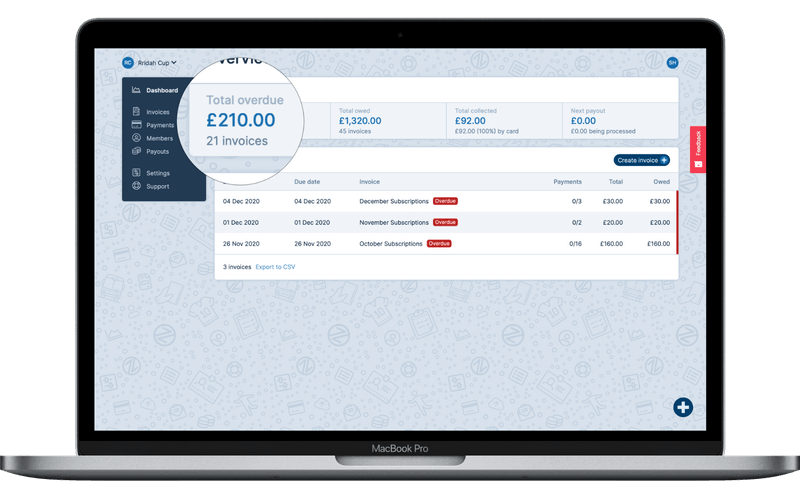 RC Rridah Cup
SH
Dashboard
Invoices
Payments
Members
Payouts
Settings
Support
Total overdue
£210.00
21 invoices
Total owed
£1,320.00
45 invoices
Total collected
£92.00
£92.00 (100%) by card
Next payout
£0.00
£0.00 being processed
Feedback
Create invoice
Due date Invoice Payments Total Owed
04 Dec 2020 04 Dec 2020 December Subscriptions Overdue 0/3 £30.00 £30.00
01 Dec 2020 01 Dec 2020 November Subscriptions Overdue 0/2 £20.00 £20.00
26 Nov 2020 26 Nov 2020 October Subscriptions Overdue 0/16 £160.00 £160.00
3 invoices Export to CSV
MacBook Pro